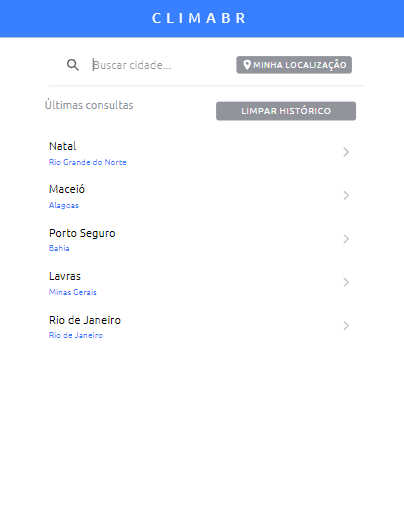 CLIMABR
Buscar cidade...
MINHA LOCALIZAÇÃO
Últimas consultas
LIMPAR HISTÓRICO
Natal
Rio Grande do Norte
Maceió
Alagoas
Porto Seguro
Bahia
Lavras
Minas Gerais
Rio de Janeiro
Rio de Janeiro